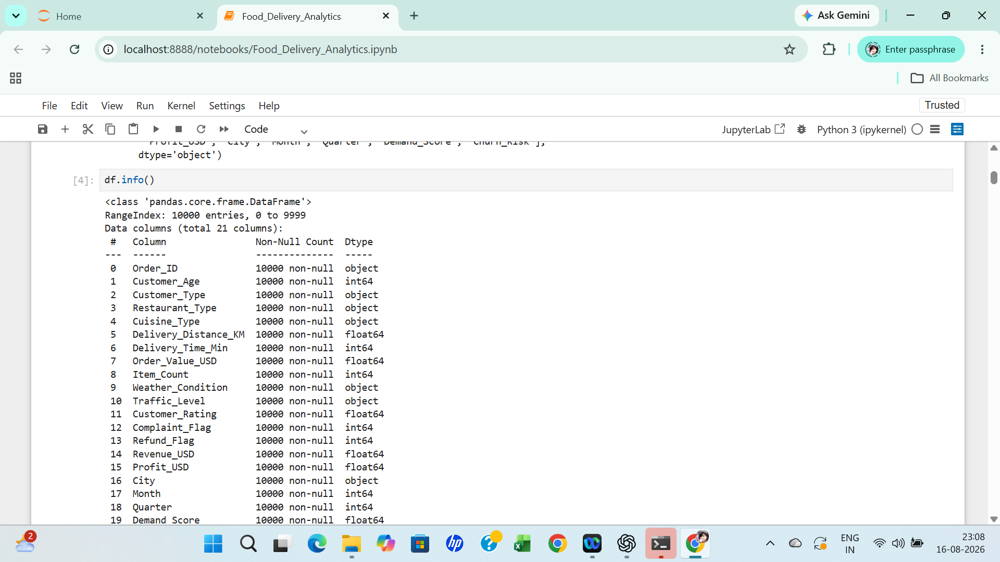 Home
Food_Delivery_Analytics
Ask Gemini
localhost:8888/notebooks/Food_Delivery_Analytics.ipynb
Enter passphrase
All Bookmarks
File Edit View Run Kernel Settings Help
Trusted
Code
JupyterLab
Python 3 (ipykernel)
'Profit_USD', 'City', 'Month', 'Quarter', 'Demand_Score', 'Churn_Risk'],
dtype='object')
[4]: df.info()
<class 'pandas.core.frame.DataFrame'>
RangeIndex: 10000 entries, 0 to 9999
Data columns (total 21 columns):
# Column Non-Null Count Dtype
--- ------ -------------- -----
0 Order_ID 10000 non-null object
1 Customer_Age 10000 non-null int64
2 Customer_Type 10000 non-null object
3 Restaurant_Type 10000 non-null object
4 Cuisine_Type 10000 non-null object
5 Delivery_Distance_KM 10000 non-null float64
6 Delivery_Time_Min 10000 non-null int64
7 Order_Value_USD 10000 non-null float64
8 Item_Count 10000 non-null int64
9 Weather_Condition 10000 non-null object
10 Traffic_Level 10000 non-null object
11 Customer_Rating 10000 non-null float64
12 Complaint_Flag 10000 non-null int64
13 Refund_Flag 10000 non-null int64
14 Revenue_USD 10000 non-null float64
15 Profit_USD 10000 non-null float64
16 City 10000 non-null object
17 Month 10000 non-null int64
18 Quarter 10000 non-null int64
19 Demand_Score 10000 non-null float64
2
hp
ENG
IN
23:08
16-08-2026